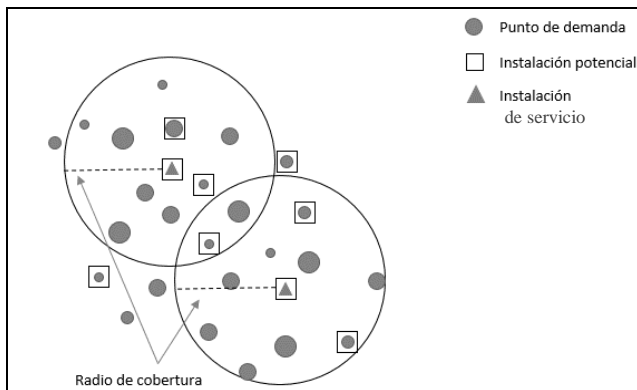 Punto de demanda
Instalación potencial
Instalación
de servicio
Radio de cobertura